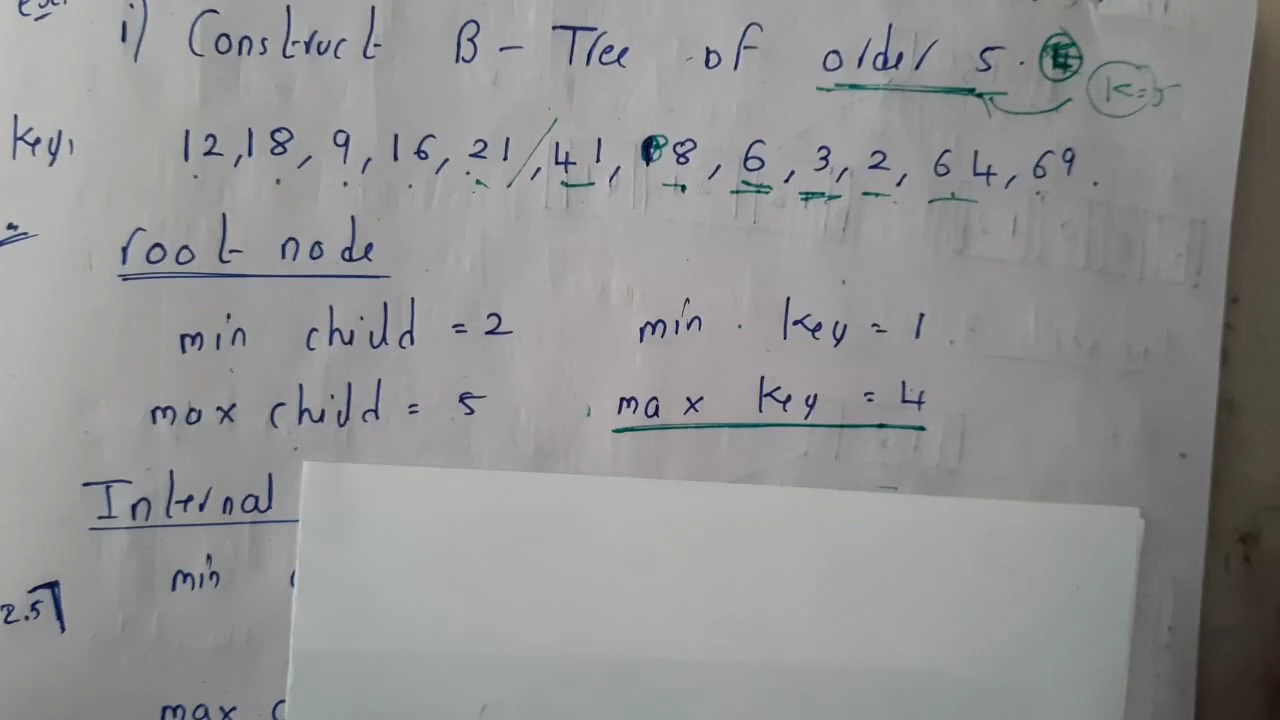 i) Construct B - Tree of order 5.
K=5
Key, 12, 18, 9, 16, 21/, 41, 8, 6, 3, 2, 64, 69.
root node
min child = 2 min. key = 1
max child = 5 max key = 4
Internal
min
2.5
max